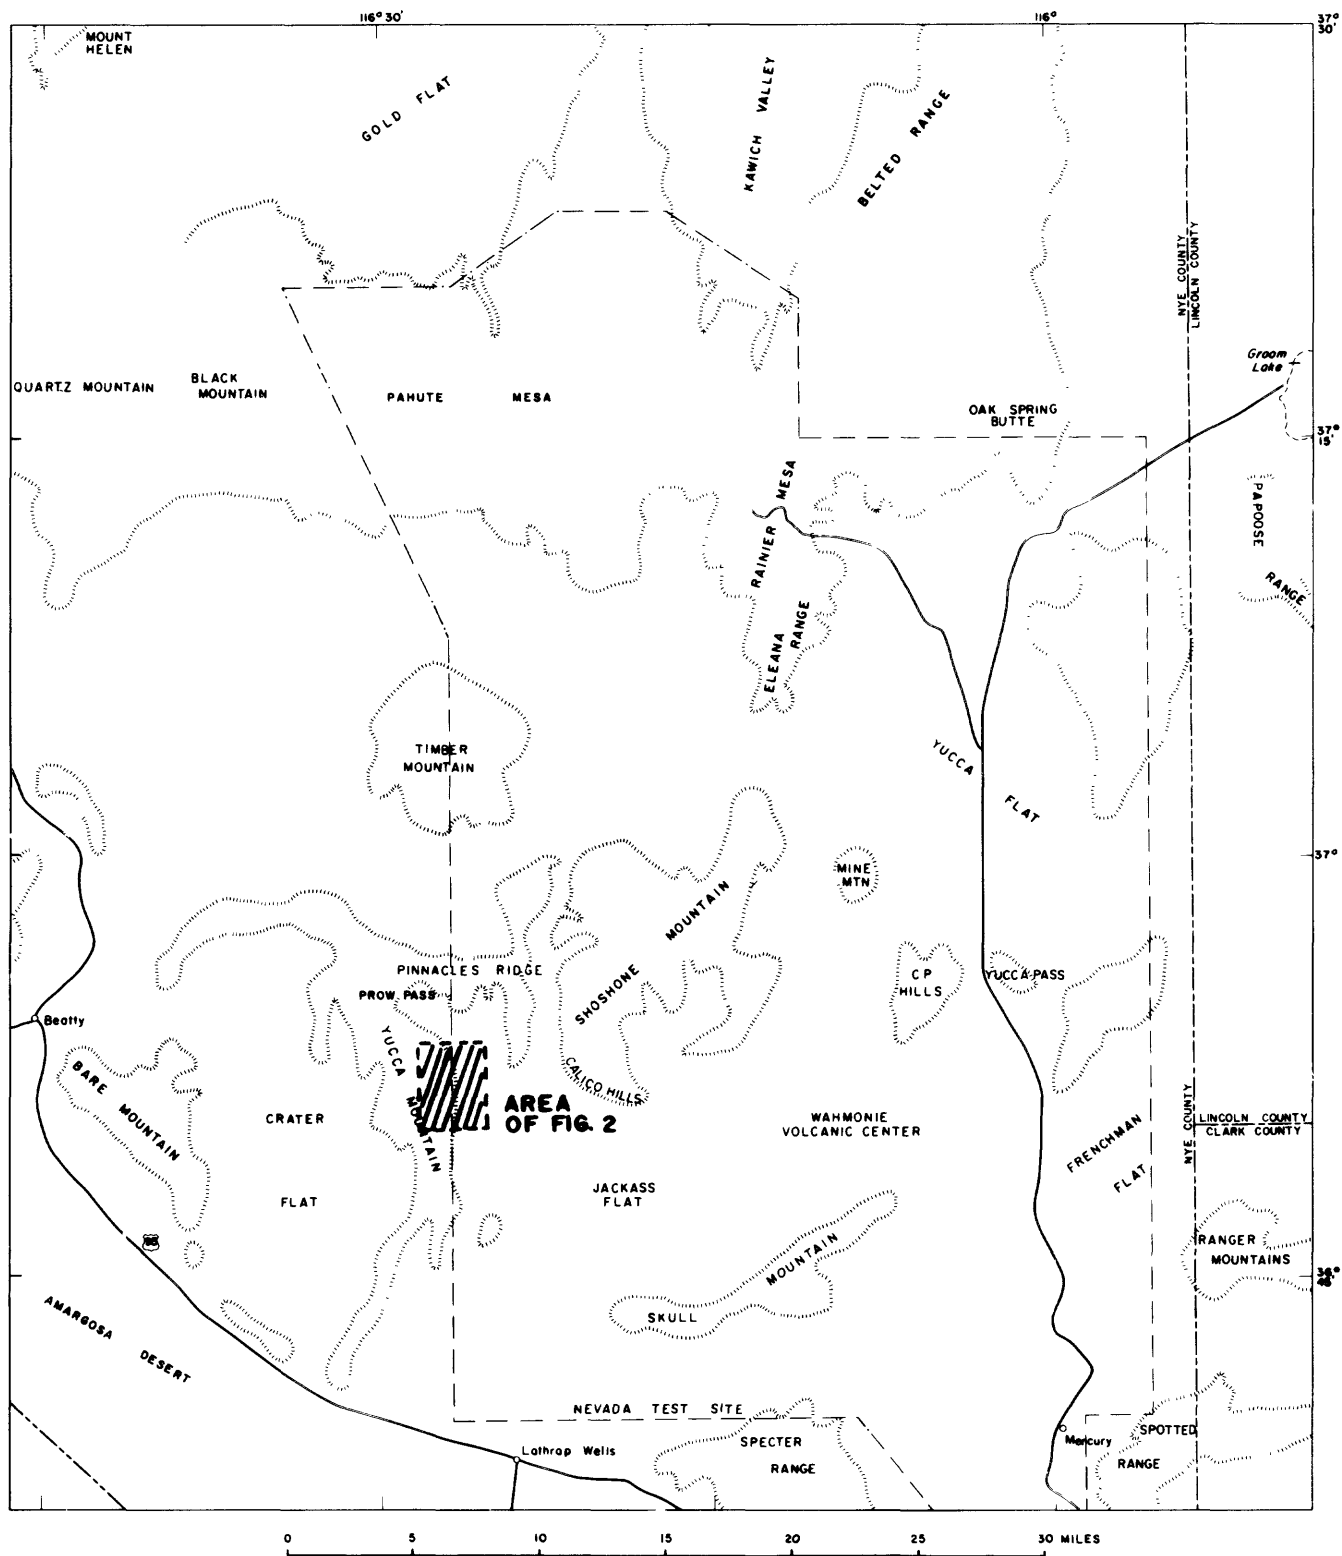 116° 30'
116°
37°
30'
MOUNT
HELEN
GOLD FLAT
KAWICH VALLEY
BELTED RANGE
NYE COUNTY
LINCOLN COUNTY
Groom
Lake
QUARTZ MOUNTAIN
BLACK
MOUNTAIN
PAHUTE MESA
OAK SPRING
BUTTE
37°
15'
RAINIER MESA
PAPOOSE
RANGE
ELEANA
RANGE
TIMBER
MOUNTAIN
YUCCA
FLAT
37°
MINE
MTN
SHOSHONE MOUNTAIN
PINNACLES RIDGE
PROW PASS
CP
HILLS
YUCCA PASS
Beatty
YUCCA
MOUNTAIN
BARE MOUNTAIN
CALICO HILLS
AREA
OF FIG. 2
CRATER
FLAT
WAHMONIE
VOLCANIC CENTER
FRENCHMAN
FLAT
NYE COUNTY
LINCOLN COUNTY
CLARK COUNTY
JACKASS
FLAT
95
RANGER
MOUNTAINS
36°
SKULL MOUNTAIN
AMARGOSA
DESERT
NEVADA TEST SITE
Lathrap Wells
SPECTER
RANGE
Mercury
SPOTTED
RANGE
0 5 10 15 20 25 30 MILES